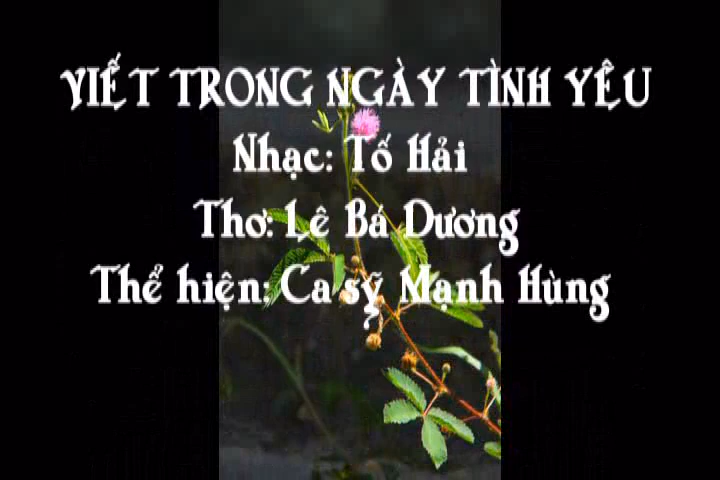 VIẾT TRONG NGÀY TÌNH YÊU
Nhạc: Tố Hải
Thơ: Lê Bá Dương
Thể hiện: Ca sỹ Mạnh Hùng